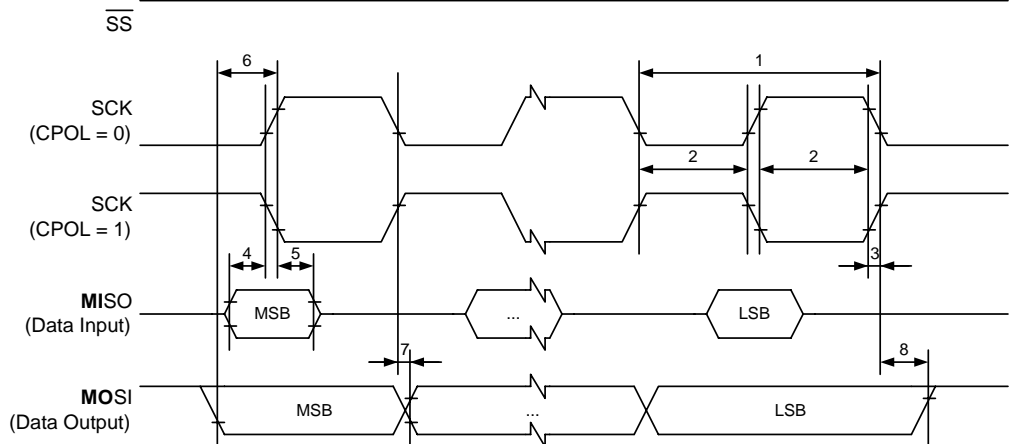 SS
6
1
SCK
(CPOL = 0)
2
2
SCK
(CPOL = 1)
4
5
3
MISO
(Data Input)
MSB
...
LSB
7
8
MOSI
(Data Output)
MSB
...
LSB